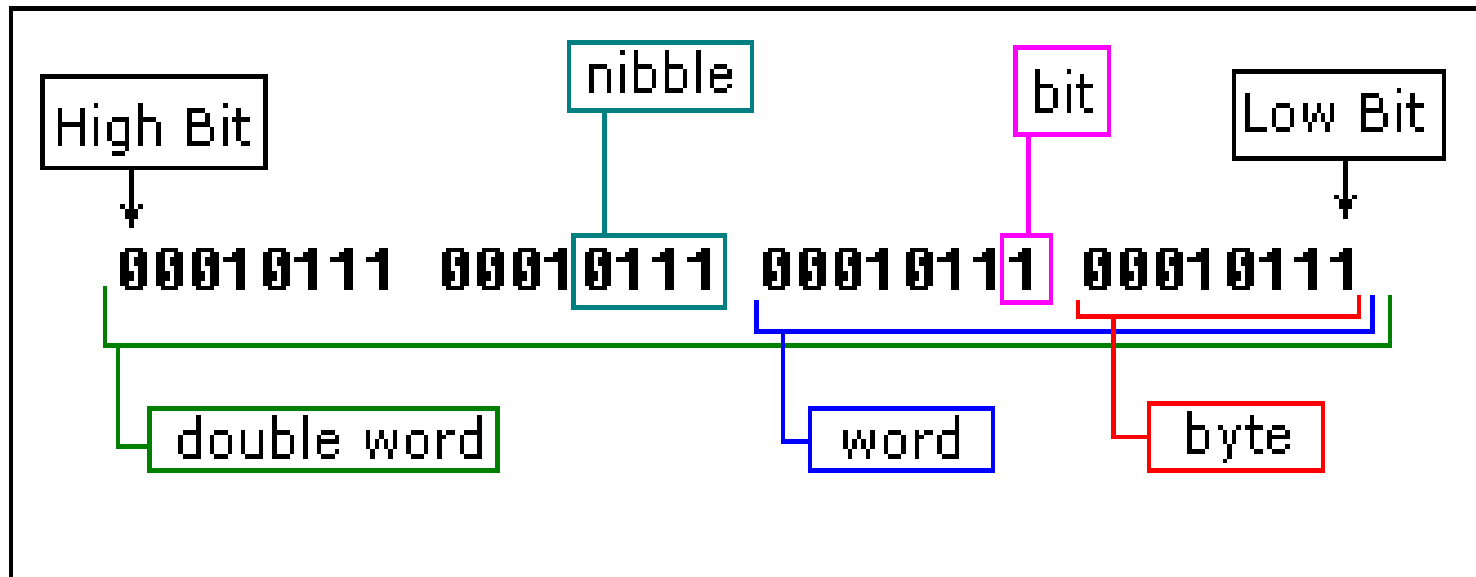 nibble
bit
High Bit
Low Bit
00010111 00010111 00010111 00010111
double word
word
byte